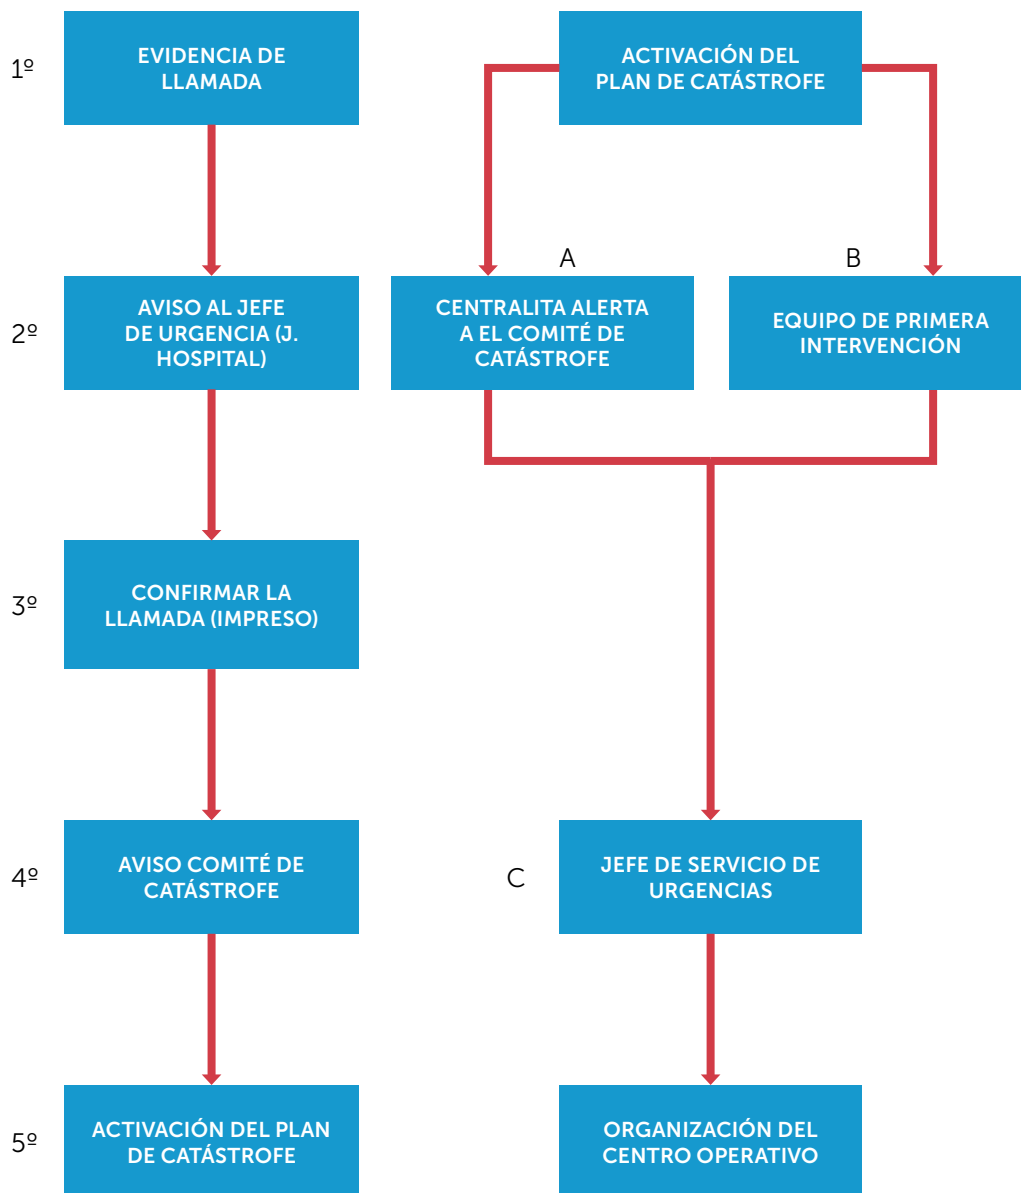 1º
EVIDENCIA DE
LLAMADA
ACTIVACIÓN DEL
PLAN DE CATÁSTROFE
2º
AVISO AL JEFE
DE URGENCIA (J.
HOSPITAL)
A
CENTRALITA ALERTA
A EL COMITÉ DE
CATÁSTROFE
B
EQUIPO DE PRIMERA
INTERVENCIÓN
3º
CONFIRMAR LA
LLAMADA (IMPRESO)
4º
AVISO COMITÉ DE
CATÁSTROFE
C
JEFE DE SERVICIO DE
URGENCIAS
5º
ACTIVACIÓN DEL PLAN
DE CATÁSTROFE
ORGANIZACIÓN DEL
CENTRO OPERATIVO